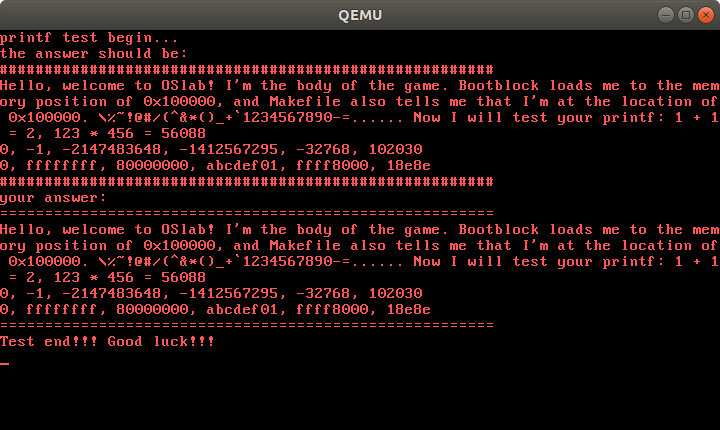 QEMU
printf test begin...
the answer should be:
#######################################################
Hello, welcome to OSlab! I'm the body of the game. Bootblock loads me to the mem
ory position of 0x100000, and Makefile also tells me that I'm at the location of
 0x100000. \%~!@#/(^&*()_+`1234567890-=...... Now I will test your printf: 1 + 1
 = 2, 123 * 456 = 56088
0, -1, -2147483648, -1412567295, -32768, 102030
0, ffffffff, 80000000, abcdef01, ffff8000, 18e8e
#######################################################
your answer:
=======================================================
Hello, welcome to OSlab! I'm the body of the game. Bootblock loads me to the mem
ory position of 0x100000, and Makefile also tells me that I'm at the location of
 0x100000. \%~!@#/(^&*()_+`1234567890-=...... Now I will test your printf: 1 + 1
 = 2, 123 * 456 = 56088
0, -1, -2147483648, -1412567295, -32768, 102030
0, ffffffff, 80000000, abcdef01, ffff8000, 18e8e
=======================================================
Test end!!! Good luck!!!
_